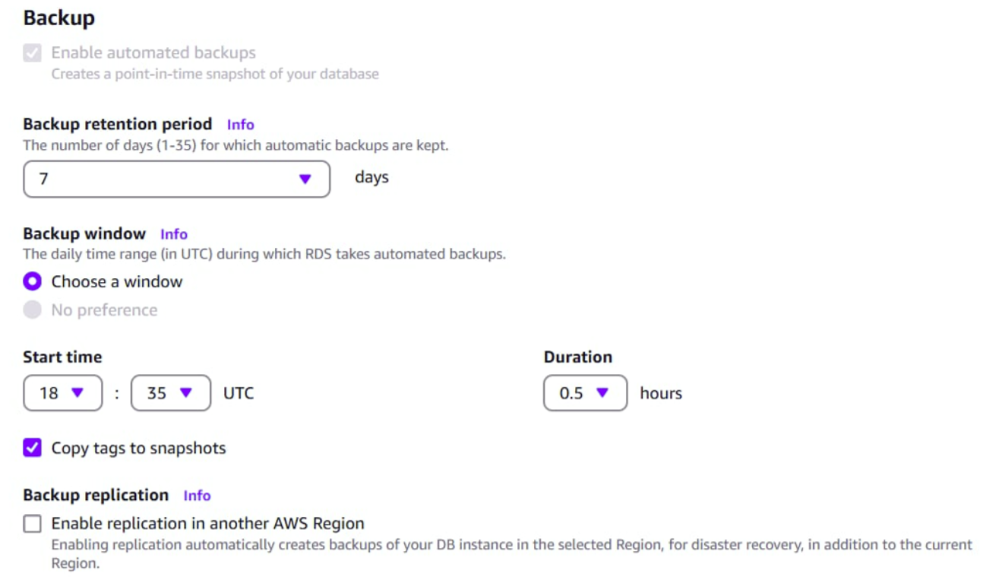 Backup
Enable automated backups
Creates a point-in-time snapshot of your database
Backup retention period Info
The number of days (1-35) for which automatic backups are kept.
7 days
Backup window Info
The daily time range (in UTC) during which RDS takes automated backups.
Choose a window
No preference
Start time Duration
18 : 35 UTC 0.5 hours
Copy tags to snapshots
Backup replication Info
Enable replication in another AWS Region
Enabling replication automatically creates backups of your DB instance in the selected Region, for disaster recovery, in addition to the current
Region.